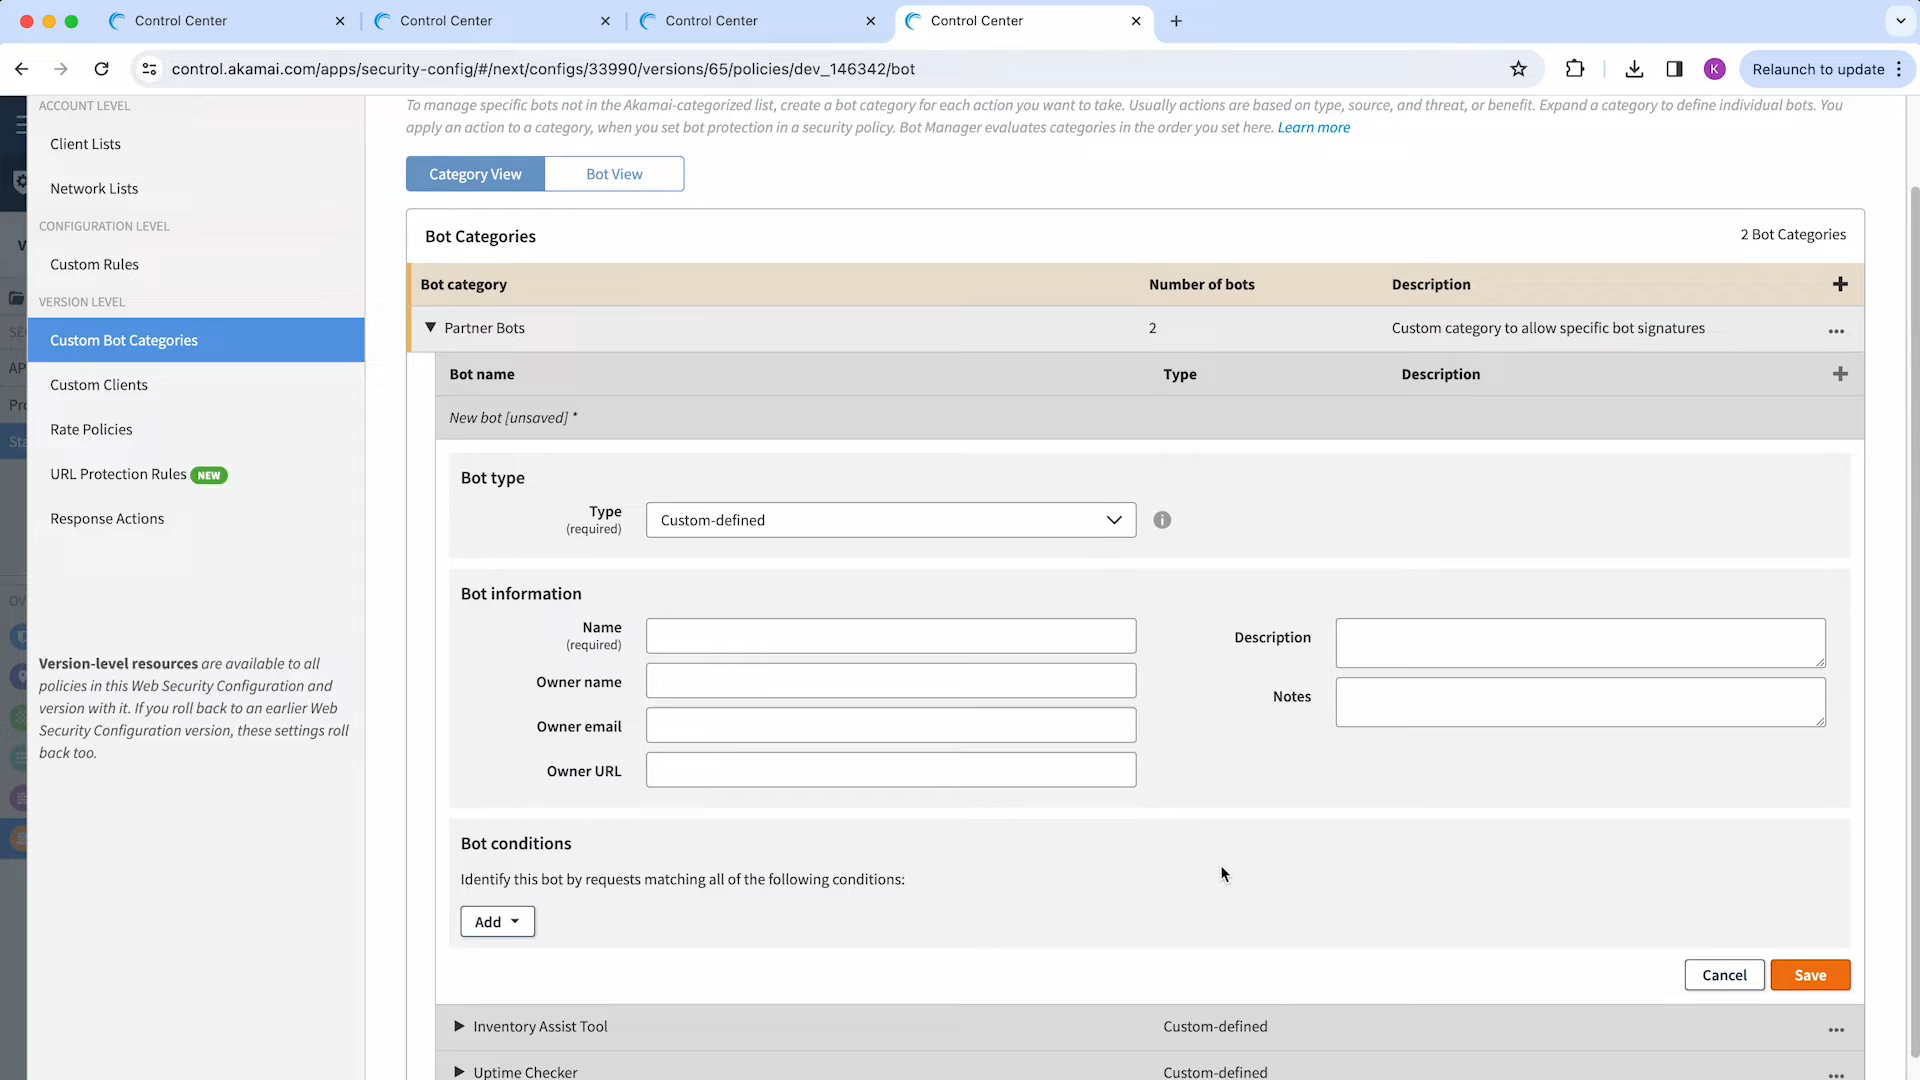 Control Center
Control Center
Control Center
Control Center
control.akamai.com/apps/security-config/#/next/configs/33990/versions/65/policies/dev_146342/bot
K
Relaunch to update
ACCOUNT LEVEL
Client Lists
Network Lists
CONFIGURATION LEVEL
Custom Rules
VERSION LEVEL
Custom Bot Categories
Custom Clients
Rate Policies
URL Protection Rules NEW
Response Actions
Version-level resources are available to all
policies in this Web Security Configuration and
version with it. If you roll back to an earlier Web
Security Configuration version, these settings roll
back too.
To manage specific bots not in the Akamai-categorized list, create a bot category for each action you want to take. Usually actions are based on type, source, and threat, or benefit. Expand a category to define individual bots. You
apply an action to a category, when you set bot protection in a security policy. Bot Manager evaluates categories in the order you set here. Learn more
Category View
Bot View
Bot Categories
2 Bot Categories
Bot category Number of bots Description
Partner Bots 2 Custom category to allow specific bot signatures
Bot name Type Description
New bot [unsaved] *
Bot type
Type
(required)
Custom-defined
Bot information
Name
(required)
Owner name
Owner email
Owner URL
Description
Notes
Bot conditions
Identify this bot by requests matching all of the following conditions:
Add
Cancel
Save
Inventory Assist Tool Custom-defined
Uptime Checker Custom-defined